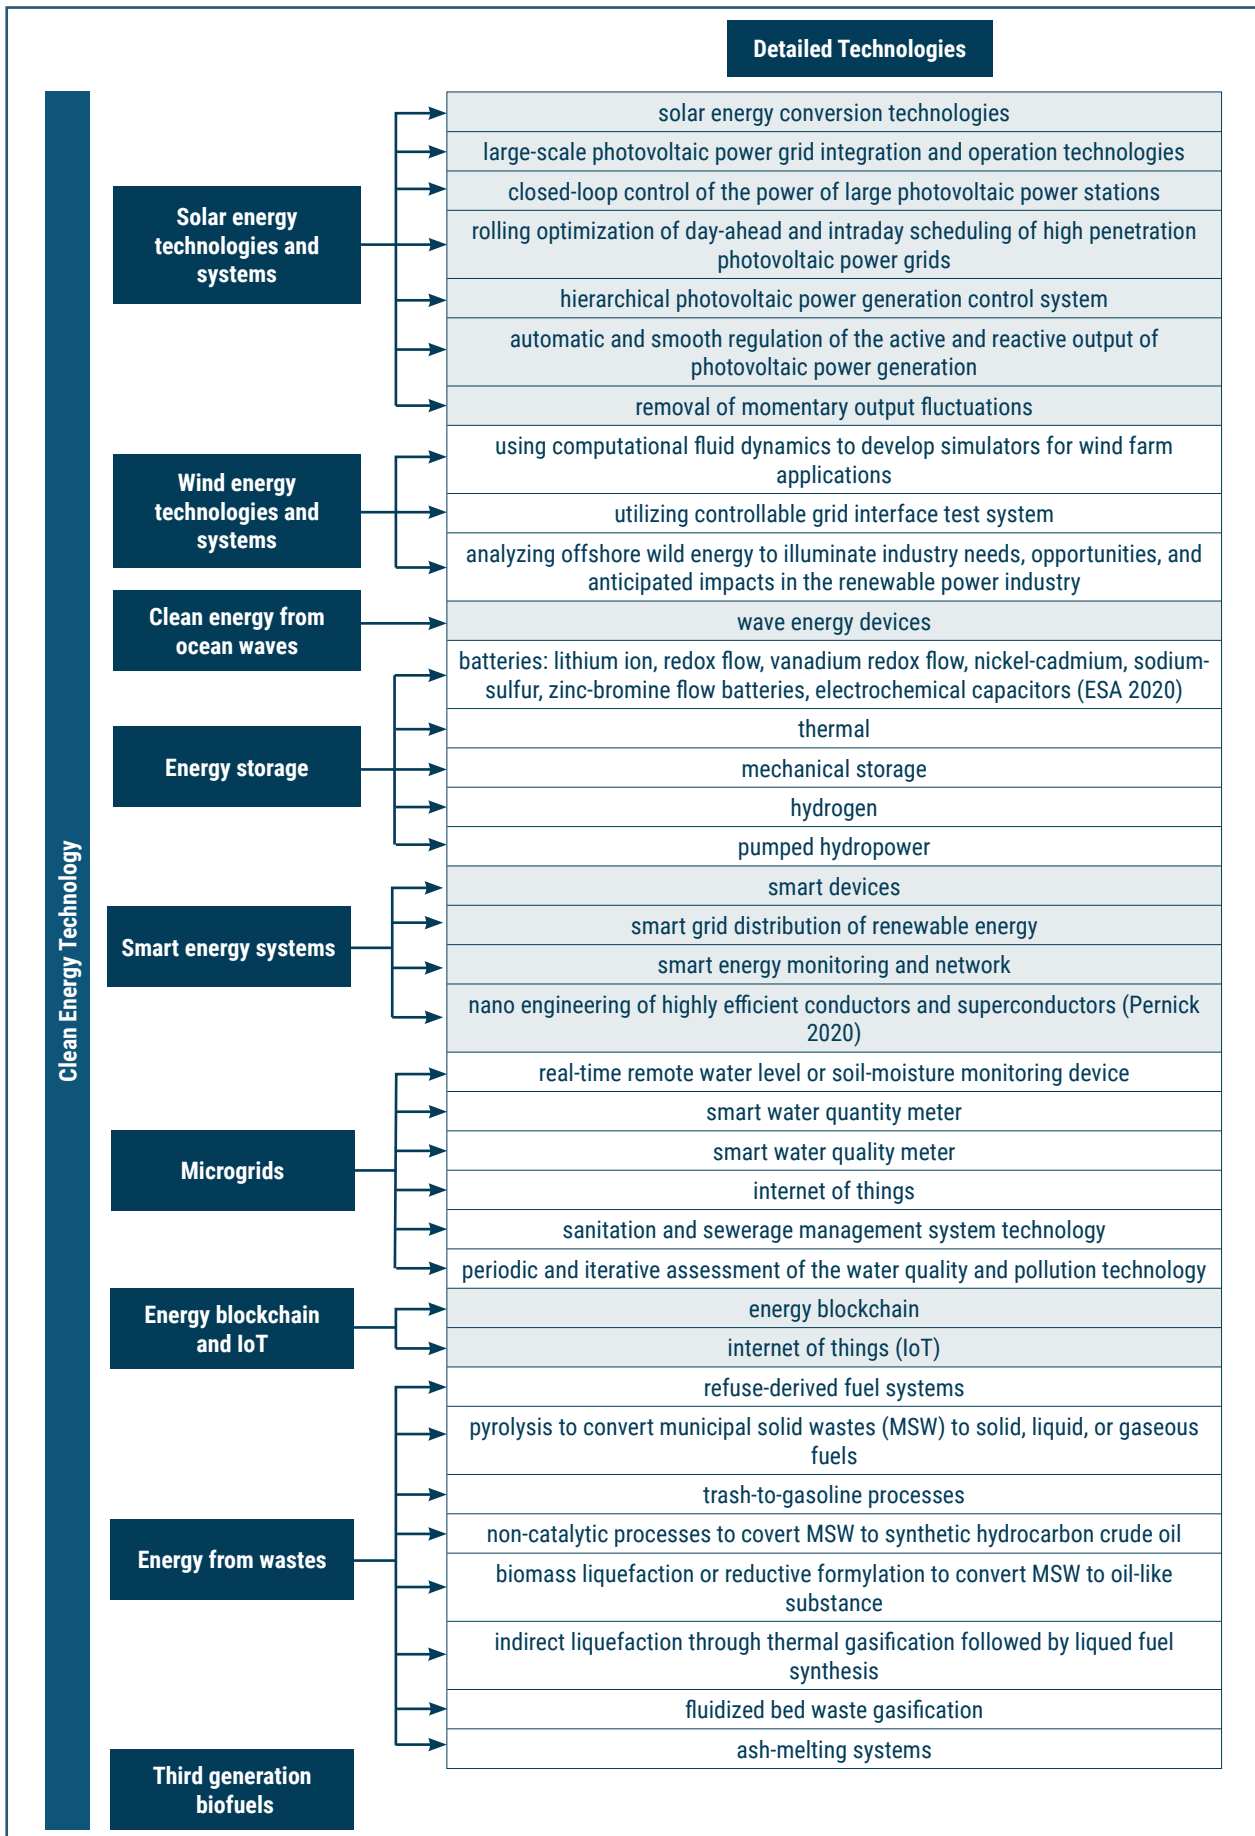 Detailed Technologies
Clean Energy Technology
Solar energy
technologies and
systems
solar energy conversion technologies
large-scale photovoltaic power grid integration and operation technologies
closed-loop control of the power of large photovoltaic power stations
rolling optimization of day-ahead and intraday scheduling of high penetration
photovoltaic power grids
hierarchical photovoltaic power generation control system
automatic and smooth regulation of the active and reactive output of
photovoltaic power generation
removal of momentary output fluctuations
Wind energy
technologies and
systems
using computational fluid dynamics to develop simulators for wind farm
applications
utilizing controllable grid interface test system
analyzing offshore wild energy to illuminate industry needs, opportunities, and
anticipated impacts in the renewable power industry
Clean energy from
ocean waves
wave energy devices
Energy storage
batteries: lithium ion, redox flow, vanadium redox flow, nickel-cadmium, sodium-
sulfur, zinc-bromine flow batteries, electrochemical capacitors (ESA 2020)
thermal
mechanical storage
hydrogen
pumped hydropower
Smart energy systems
smart devices
smart grid distribution of renewable energy
smart energy monitoring and network
nano engineering of highly efficient conductors and superconductors (Pernick
2020)
Microgrids
real-time remote water level or soil-moisture monitoring device
smart water quantity meter
smart water quality meter
internet of things
sanitation and sewerage management system technology
periodic and iterative assessment of the water quality and pollution technology
Energy blockchain
and IoT
energy blockchain
internet of things (IoT)
Energy from wastes
refuse-derived fuel systems
pyrolysis to convert municipal solid wastes (MSW) to solid, liquid, or gaseous
fuels
trash-to-gasoline processes
non-catalytic processes to covert MSW to synthetic hydrocarbon crude oil
biomass liquefaction or reductive formylation to convert MSW to oil-like
substance
indirect liquefaction through thermal gasification followed by liqued fuel
synthesis
fluidized bed waste gasification
ash-melting systems
Third generation
biofuels